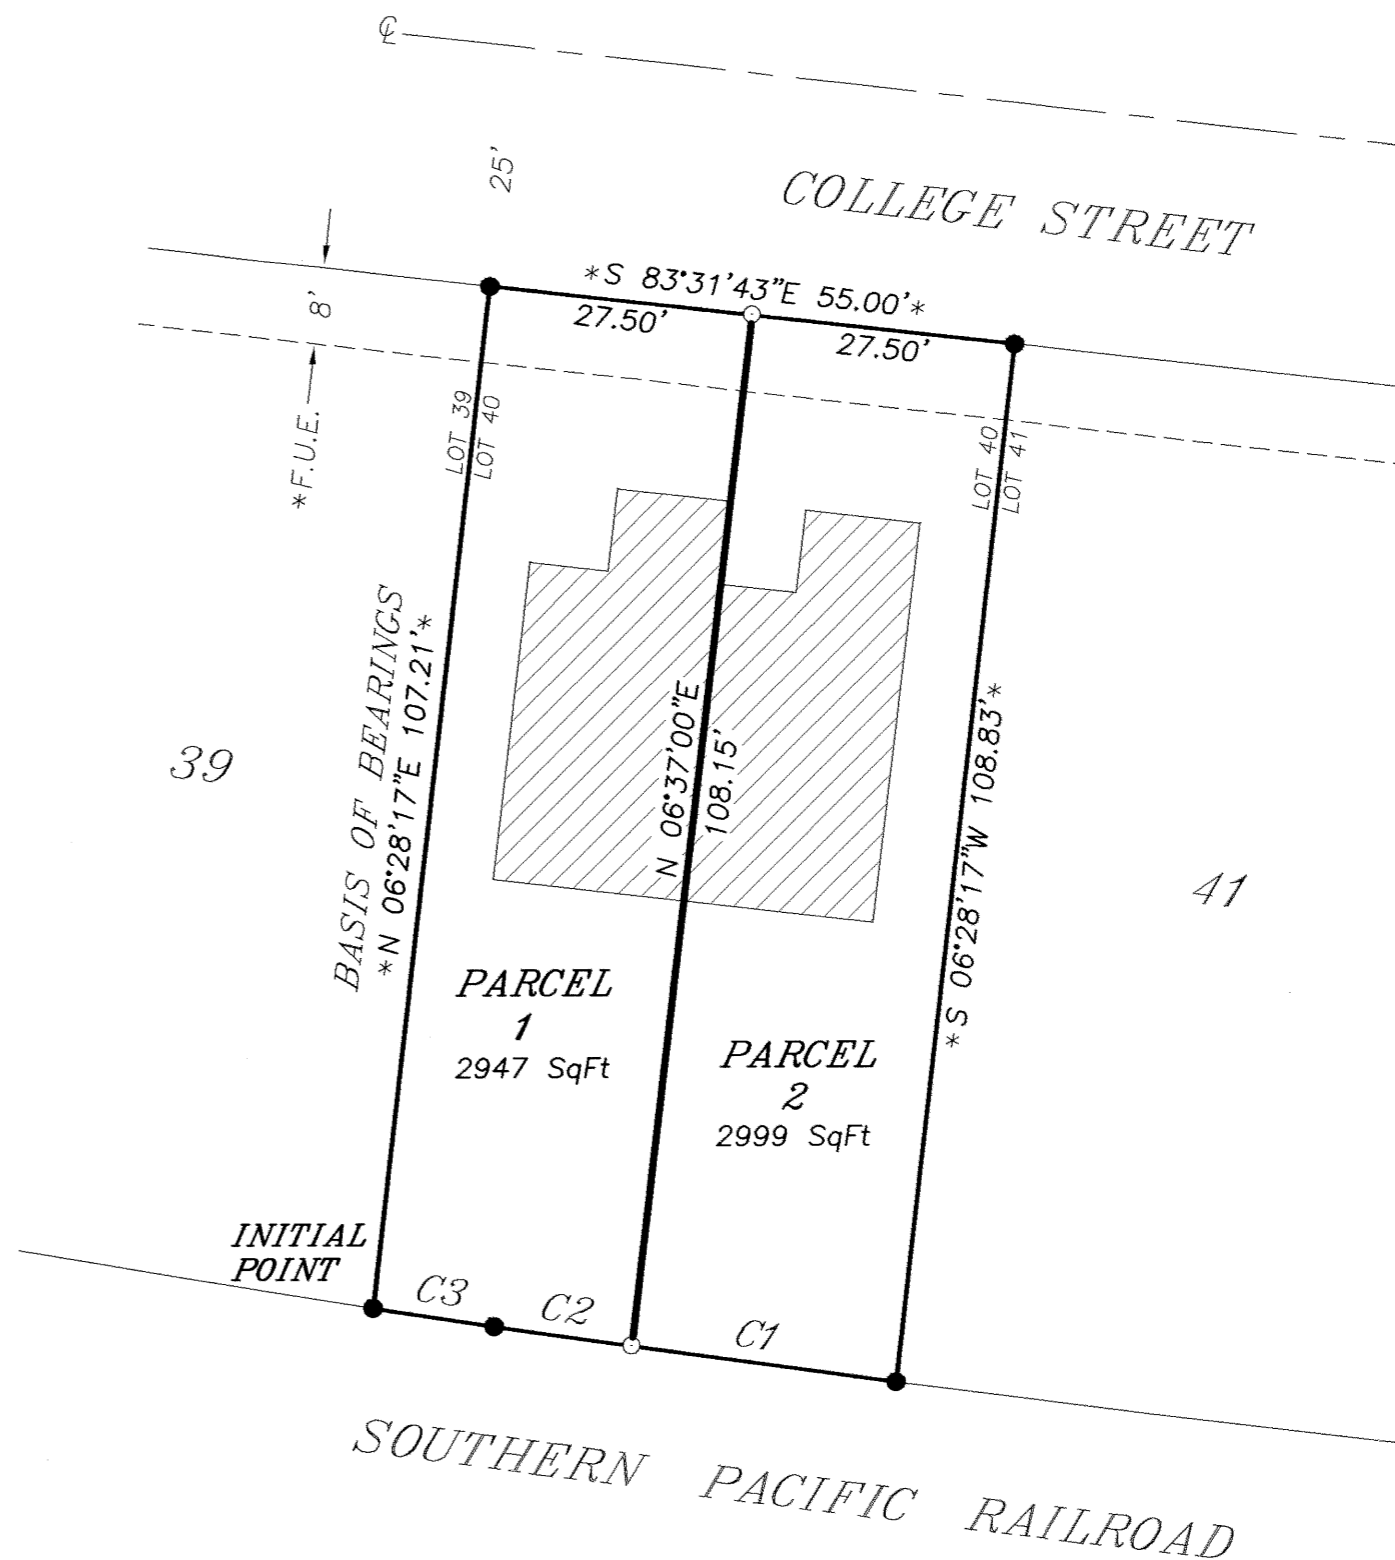 ℄
25'
COLLEGE STREET
*S 83°31'43"E 55.00'*
27.50'
27.50'
8'
*F.U.E.
LOT 39
LOT 40
LOT 40
LOT 41
BASIS OF BEARINGS
*N 06°28'17"E 107.21'*
N 06°37'00"E
108.15'
*S 06°28'17"W 108.83'*
39
41
PARCEL
1
2947 SqFt
PARCEL
2
2999 SqFt
INITIAL
POINT
C3
C2
C1
SOUTHERN PACIFIC RAILROAD